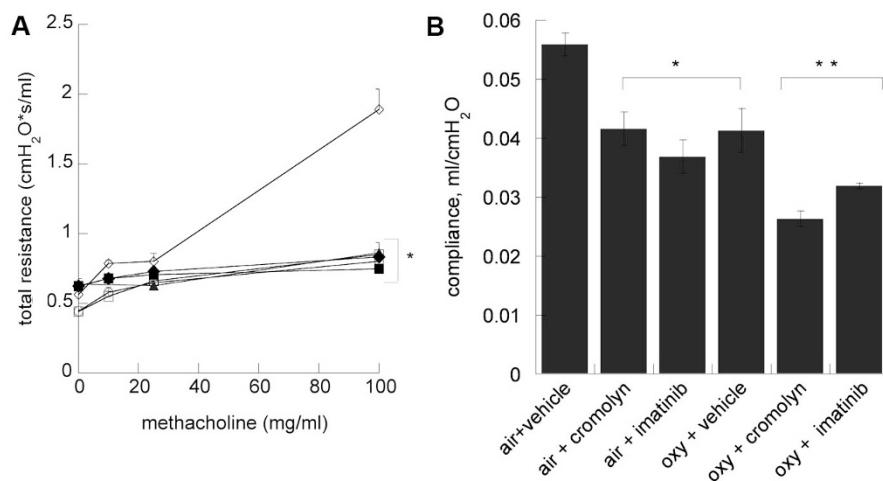 A
2.5
2
1.5
1
0.5
0
total resistance (cmH2O*s/ml)
*
0 20 40 60 80 100
methacholine (mg/ml)
B
0.06
0.05
0.04
0.03
0.02
0.01
0
compliance, ml/cmH2O
*
* *
air+vehicle
air + cromolyn
air + imatinib
oxy + vehicle
oxy + cromolyn
oxy + imatinib